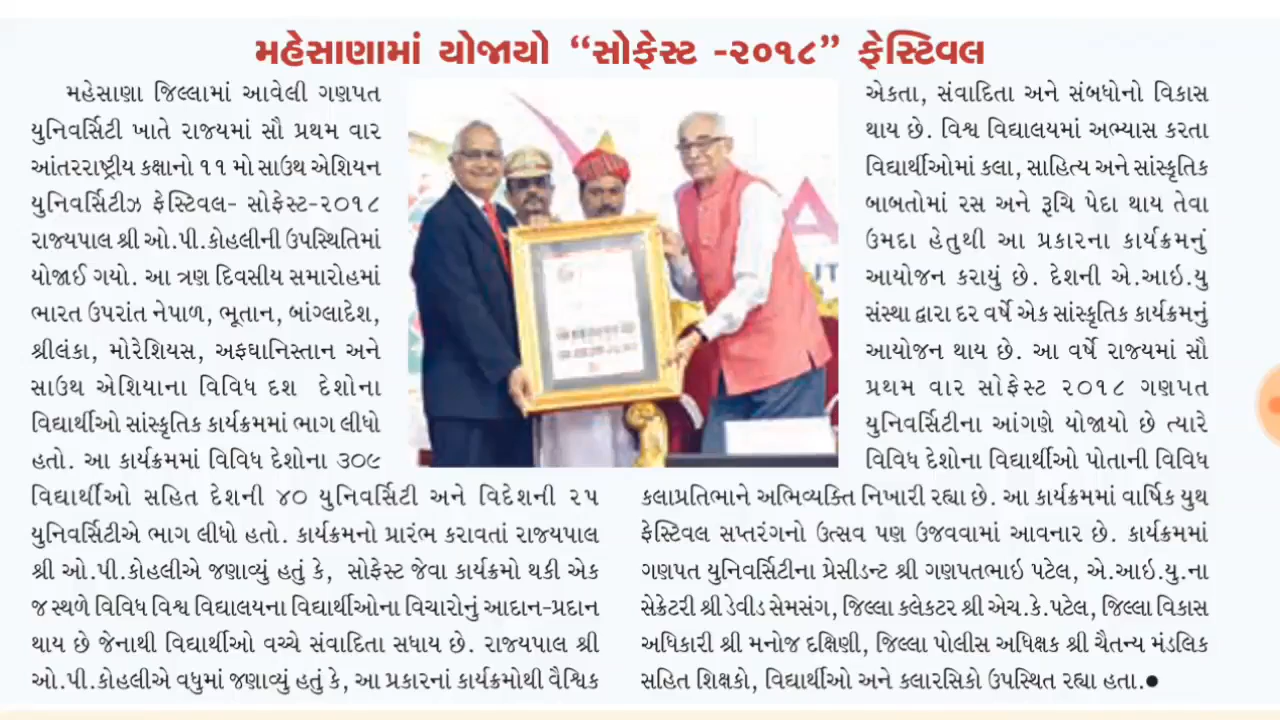 મહેસાણામાં યોજાયો “સોફેસ્ટ -૨૦૧૮” ફેસ્ટિવલ
મહેસાણા જિલ્લામાં આવેલી ગણપત
યુનિવર્સિટી ખાતે રાજ્યમાં સૌ પ્રથમ વાર
આંતરરાષ્ટ્રીય કક્ષાનો ૧૧ મો સાઉથ એશિયન
યુનિવર્સિટીઝ ફેસ્ટિવલ- સોફેસ્ટ-૨૦૧૮
રાજ્યપાલ શ્રી ઓ.પી.કોહલીની ઉપસ્થિતિમાં
યોજાઈ ગયો. આ ત્રણ દિવસીય સમારોહમાં
ભારત ઉપરાંત નેપાળ, ભૂતાન, બાંગ્લાદેશ,
શ્રીલંકા, મોરેશિયસ, અફઘાનિસ્તાન અને
સાઉથ એશિયાના વિવિધ દશ દેશોના
વિદ્યાર્થીઓ સાંસ્કૃતિક કાર્યક્રમમાં ભાગ લીધો
હતો. આ કાર્યક્રમમાં વિવિધ દેશોના ૩૦૯
વિદ્યાર્થીઓ સહિત દેશની ૪૦ યુનિવર્સિટી અને વિદેશની ૨૫
યુનિવર્સિટીએ ભાગ લીધો હતો. કાર્યક્રમનો પ્રારંભ કરાવતાં રાજ્યપાલ
શ્રી ઓ.પી.કોહલીએ જણાવ્યું હતું કે, સોફેસ્ટ જેવા કાર્યક્રમો થકી એક
જ સ્થળે વિવિધ વિશ્વ વિદ્યાલયના વિદ્યાર્થીઓના વિચારોનું આદાન-પ્રદાન
થાય છે જેનાથી વિદ્યાર્થીઓ વચ્ચે સંવાદિતા સધાય છે. રાજ્યપાલ શ્રી
ઓ.પી.કોહલીએ વધુમાં જણાવ્યું હતું કે, આ પ્રકારનાં કાર્યક્રમોથી વૈશ્વિક
એકતા, સંવાદિતા અને સંબધોનો વિકાસ
થાય છે. વિશ્વ વિદ્યાલયમાં અભ્યાસ કરતા
વિદ્યાર્થીઓમાં કલા, સાહિત્ય અને સાંસ્કૃતિક
બાબતોમાં રસ અને રૂચિ પેદા થાય તેવા
ઉમદા હેતુથી આ પ્રકારના કાર્યક્રમનું
આયોજન કરાયું છે. દેશની એ.આઇ.યુ
સંસ્થા દ્વારા દર વર્ષે એક સાંસ્કૃતિક કાર્યક્રમનું
આયોજન થાય છે. આ વર્ષે રાજ્યમાં સૌ
પ્રથમ વાર સોફેસ્ટ ૨૦૧૮ ગણપત
યુનિવર્સિટીના આંગણે યોજાયો છે ત્યારે
વિવિધ દેશોના વિદ્યાર્થીઓ પોતાની વિવિધ
કલાપ્રતિભાને અભિવ્યક્તિ નિખારી રહ્યા છે. આ કાર્યક્રમમાં વાર્ષિક યુથ
ફેસ્ટિવલ સપ્તરંગનો ઉત્સવ પણ ઉજવવામાં આવનાર છે. કાર્યક્રમમાં
ગણપત યુનિવર્સિટીના પ્રેસીડન્ટ શ્રી ગણપતભાઇ પટેલ, એ.આઇ.યુ.ના
સેક્રેટરી શ્રી ડેવીડ સેમસંગ, જિલ્લા કલેકટર શ્રી એચ.કે.પટેલ, જિલ્લા વિકાસ
અધિકારી શ્રી મનોજ દક્ષિણી, જિલ્લા પોલીસ અધિક્ષક શ્રી ચૈતન્ય મંડલિક
સહિત શિક્ષકો, વિદ્યાર્થીઓ અને કલારસિકો ઉપસ્થિત રહ્યા હતા.●